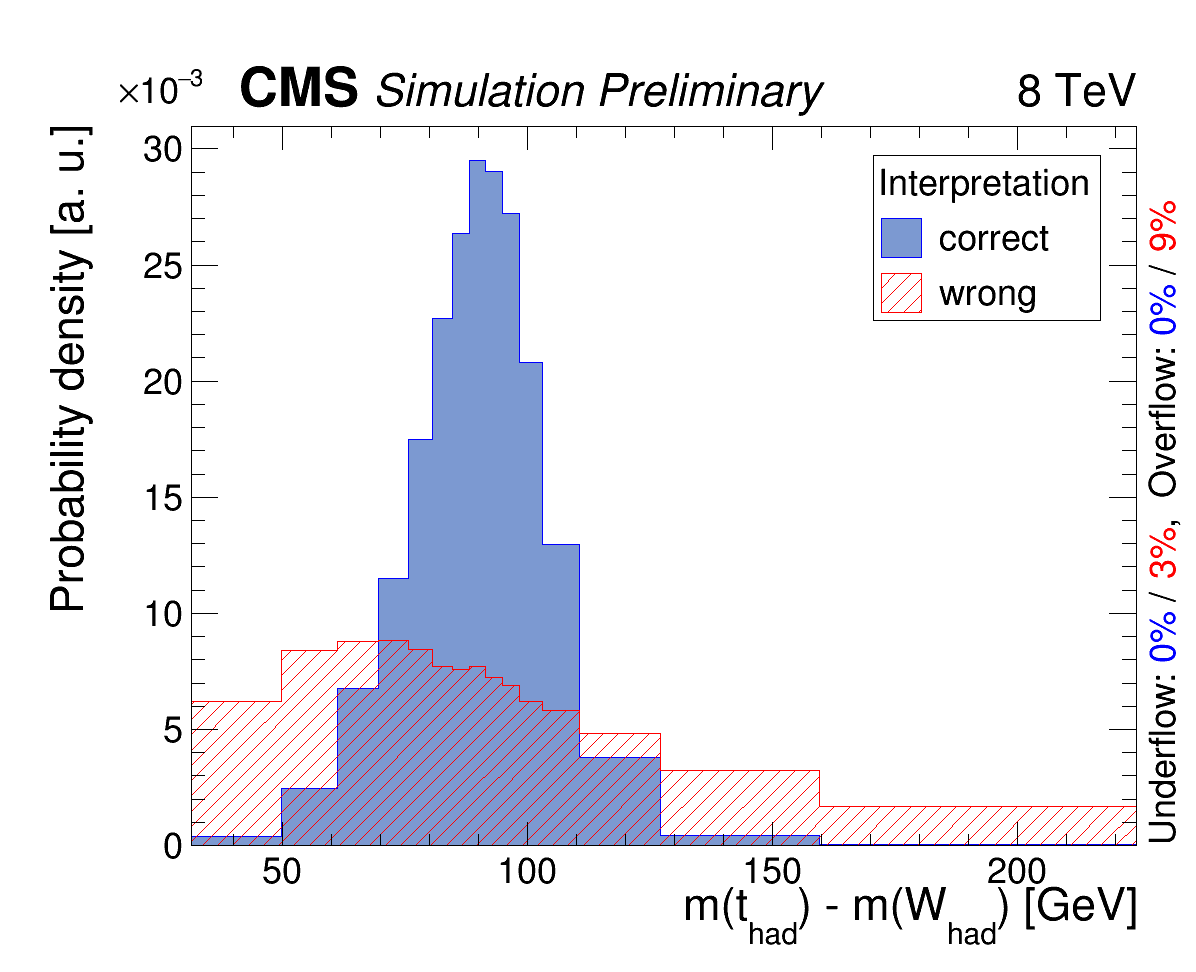 ×10⁻³ CMS Simulation Preliminary 8 TeV
Probability density [a. u.]
30
25
20
15
10
5
0
Interpretation
correct
wrong
50 100 150 200
m(t_had) - m(W_had) [GeV]
Underflow: 0% / 3%, Overflow: 0% / 9%